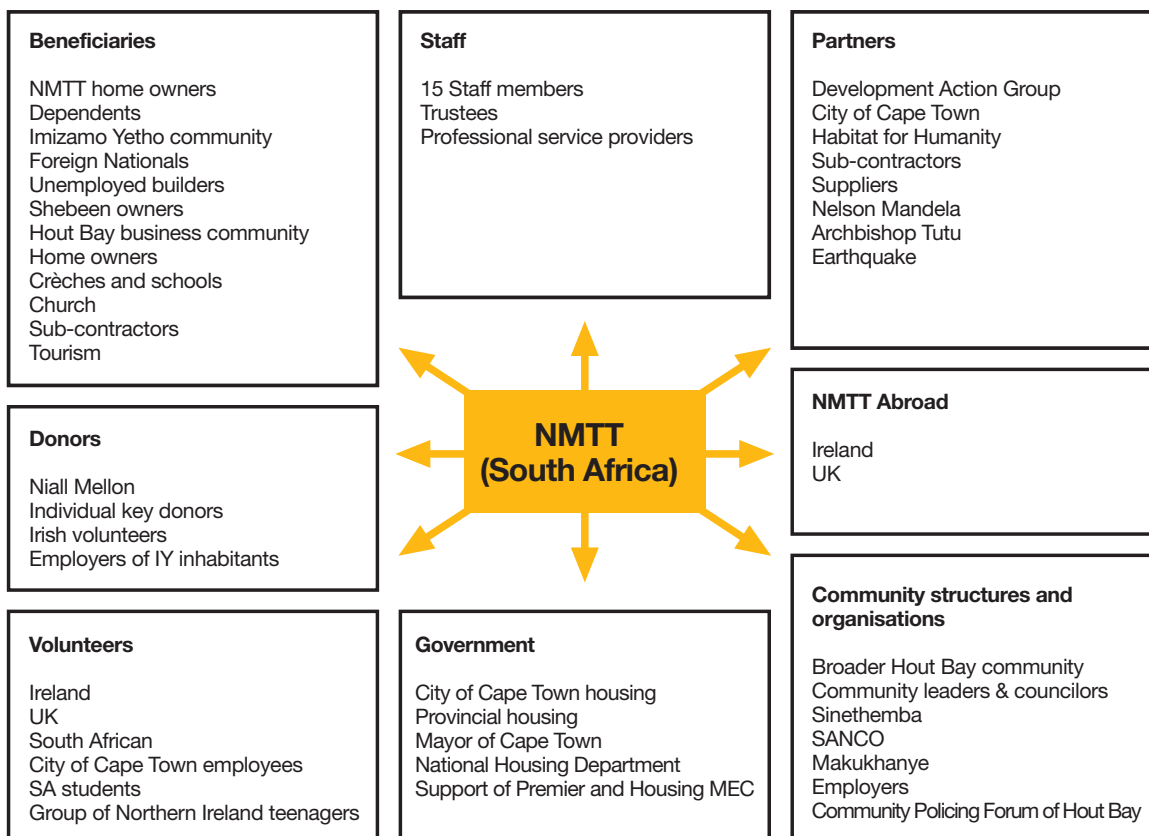 Beneficiaries
NMTT home owners
Dependents
Imizamo Yetho community
Foreign Nationals
Unemployed builders
Shebeen owners
Hout Bay business community
Home owners
Crèches and schools
Church
Sub-contractors
Tourism
Staff
15 Staff members
Trustees
Professional service providers
Partners
Development Action Group
City of Cape Town
Habitat for Humanity
Sub-contractors
Suppliers
Nelson Mandela
Archbishop Tutu
Earthquake
Donors
Niall Mellon
Individual key donors
Irish volunteers
Employers of IY inhabitants
NMTT
(South Africa)
NMTT Abroad
Ireland
UK
Volunteers
Ireland
UK
South African
City of Cape Town employees
SA students
Group of Northern Ireland teenagers
Government
City of Cape Town housing
Provincial housing
Mayor of Cape Town
National Housing Department
Support of Premier and Housing MEC
Community structures and
organisations
Broader Hout Bay community
Community leaders & councilors
Sinethemba
SANCO
Makukhanye
Employers
Community Policing Forum of Hout Bay